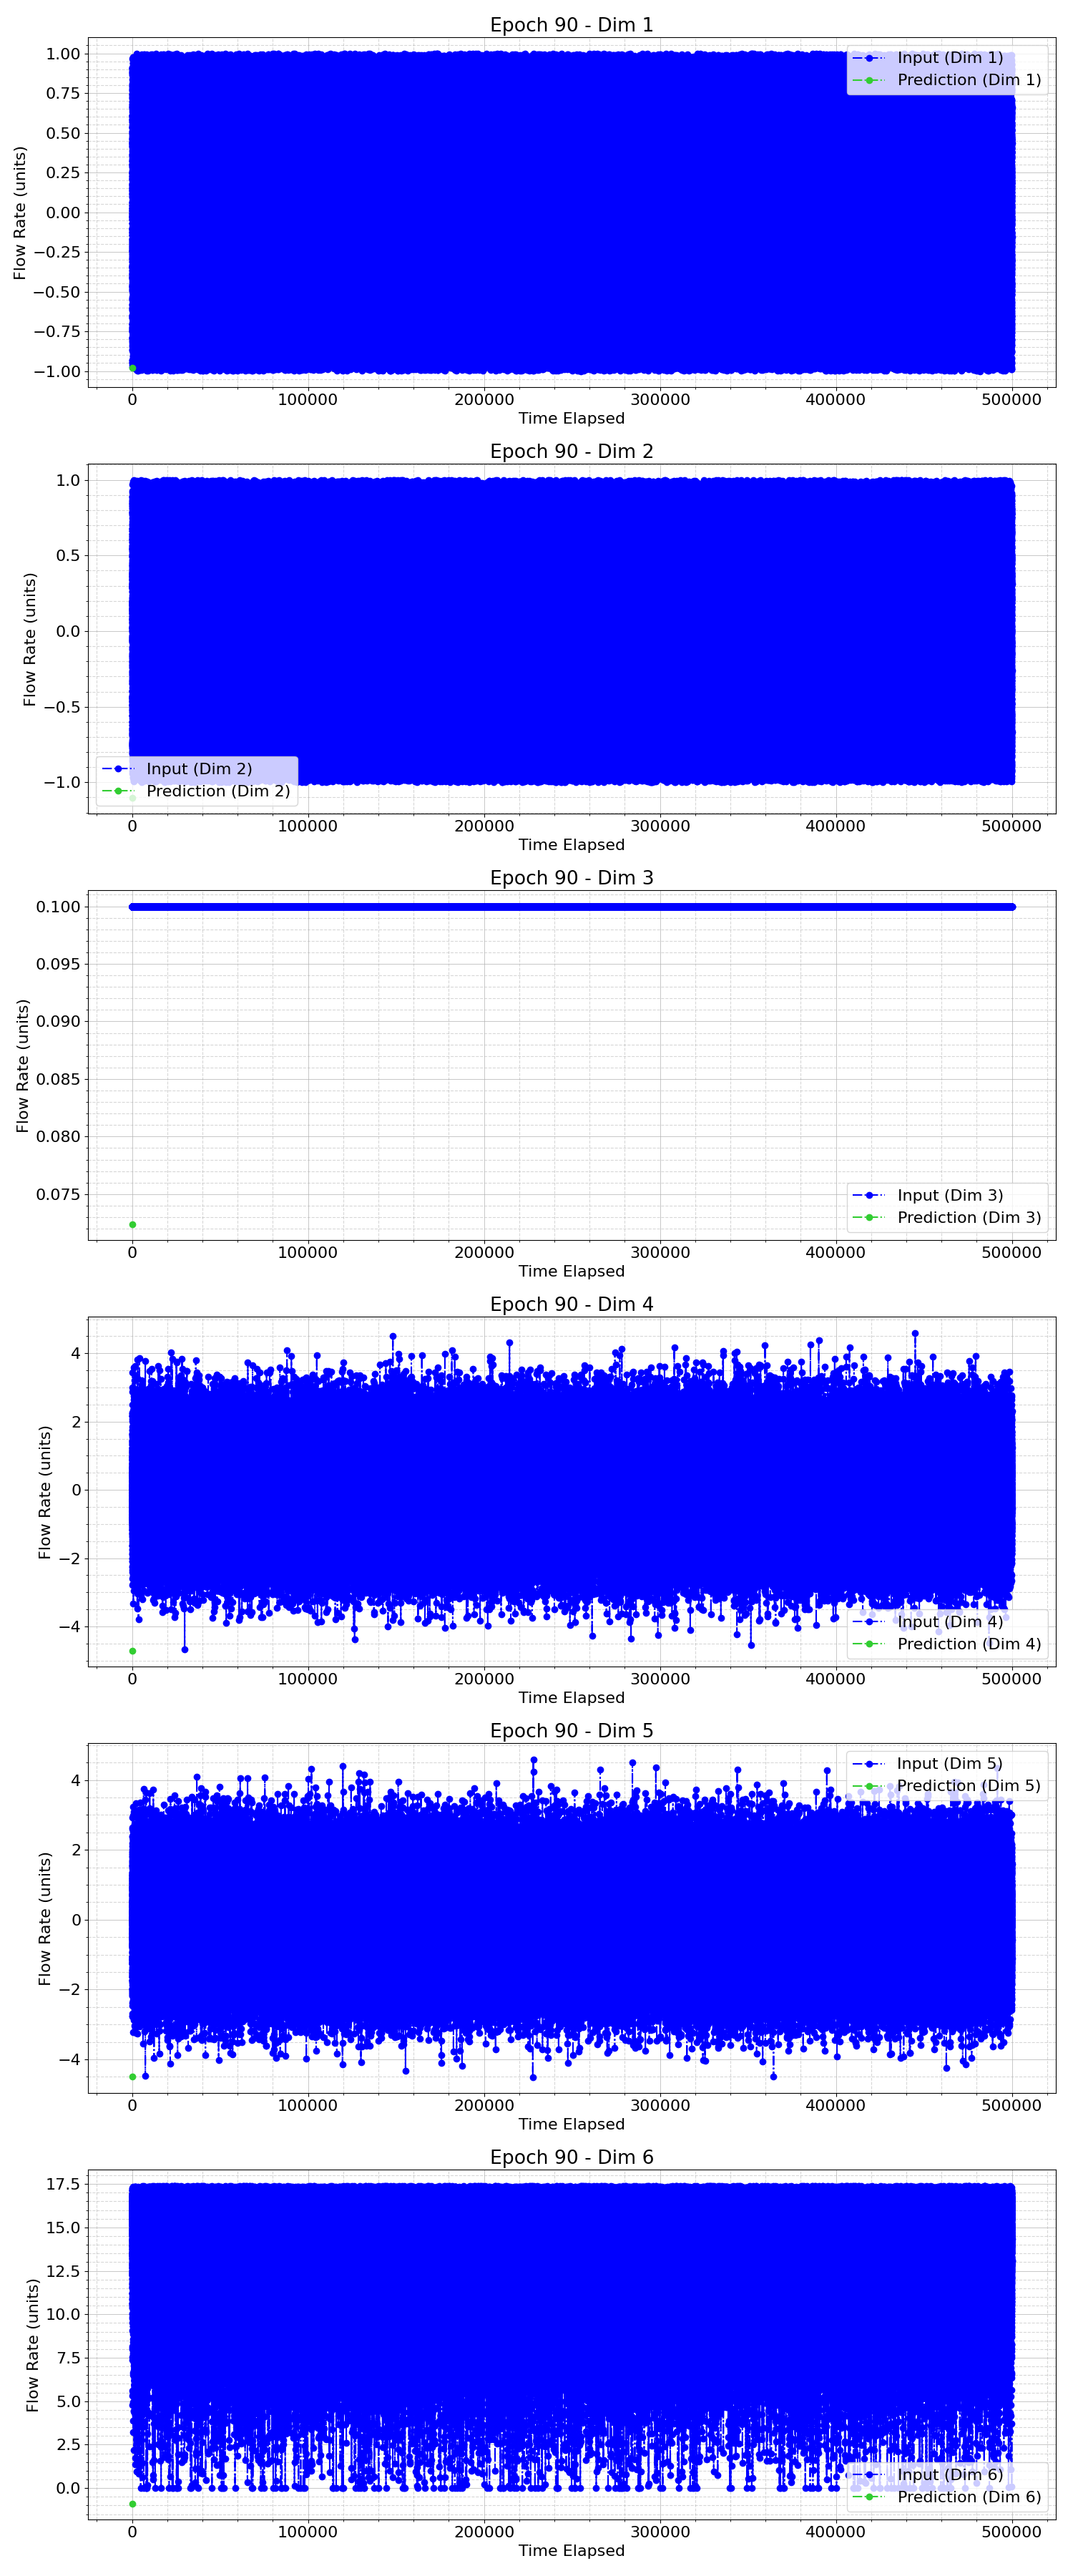 Epoch 90 - Dim 1
1.00
0.75
0.50
0.25
0.00
−0.25
−0.50
−0.75
−1.00
Flow Rate (units)
Input (Dim 1)
Prediction (Dim 1)
0 100000 200000 300000 400000 500000
Time Elapsed
Epoch 90 - Dim 2
1.0
0.5
0.0
−0.5
−1.0
Flow Rate (units)
Input (Dim 2)
Prediction (Dim 2)
0 100000 200000 300000 400000 500000
Time Elapsed
Epoch 90 - Dim 3
0.100
0.095
0.090
0.085
0.080
0.075
Flow Rate (units)
Input (Dim 3)
Prediction (Dim 3)
0 100000 200000 300000 400000 500000
Time Elapsed
Epoch 90 - Dim 4
4
2
0
−2
−4
Flow Rate (units)
Input (Dim 4)
Prediction (Dim 4)
0 100000 200000 300000 400000 500000
Time Elapsed
Epoch 90 - Dim 5
4
2
0
−2
−4
Flow Rate (units)
Input (Dim 5)
Prediction (Dim 5)
0 100000 200000 300000 400000 500000
Time Elapsed
Epoch 90 - Dim 6
17.5
15.0
12.5
10.0
7.5
5.0
2.5
0.0
Flow Rate (units)
Input (Dim 6)
Prediction (Dim 6)
0 100000 200000 300000 400000 500000
Time Elapsed